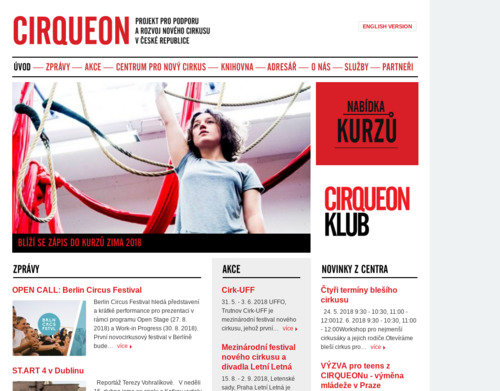 CIRQUEON
PROJEKT PRO PODPORU
A ROZVOJ NOVÉHO CIRKUSU
V ČESKÉ REPUBLICE
ENGLISH VERSION
ÚVOD — ZPRÁVY — AKCE — CENTRUM PRO NOVÝ CIRKUS — KNIHOVNA — ADRESÁŘ — O NÁS — SLUŽBY — PARTNEŘI
NABÍDKA
KURZŮ
CIRQUEON
KLUB
BLÍŽÍ SE ZÁPIS DO KURZŮ ZIMA 2018
ZPRÁVY
OPEN CALL: Berlin Circus Festival
BERLIN
CIRCUS
FSTVL
Berlin Circus Festival hledá představení
a krátké performance pro prezentaci v
rámci programu Open Stage (27. 8.
2018) a Work-in Progress (30. 8. 2018).
První novocirkusový festival v Berlíně
bude… více
ST.ART 4 v Dublinu
Reportáž Terezy Vohralíkové. V neděli
AKCE
Cirk-UFF
31. 5. - 3. 6. 2018 UFFO,
Trutnov Cirk-UFF je
mezinárodní festival nového
cirkusu, jehož první… více
Mezinárodní festival
nového cirkusu a
divadla Letní Letná
15. 8. - 2. 9. 2018, Letenské
sady, Praha Letní Letná je
NOVINKY Z CENTRA
Čtyři termíny blešího
cirkusu
24. 5. 2018 9:30 - 10:30, 11:00
- 12:0012. 6. 2018 9:30 - 10:30, 11:00
- 12:00Workshop pro nejmenší
cirkusáky a jejich rodiče.Otevíráme
bleší cirkus pro… více
VÝZVA pro teens z
CIRQUEONu - výměna
mládeže v Praze